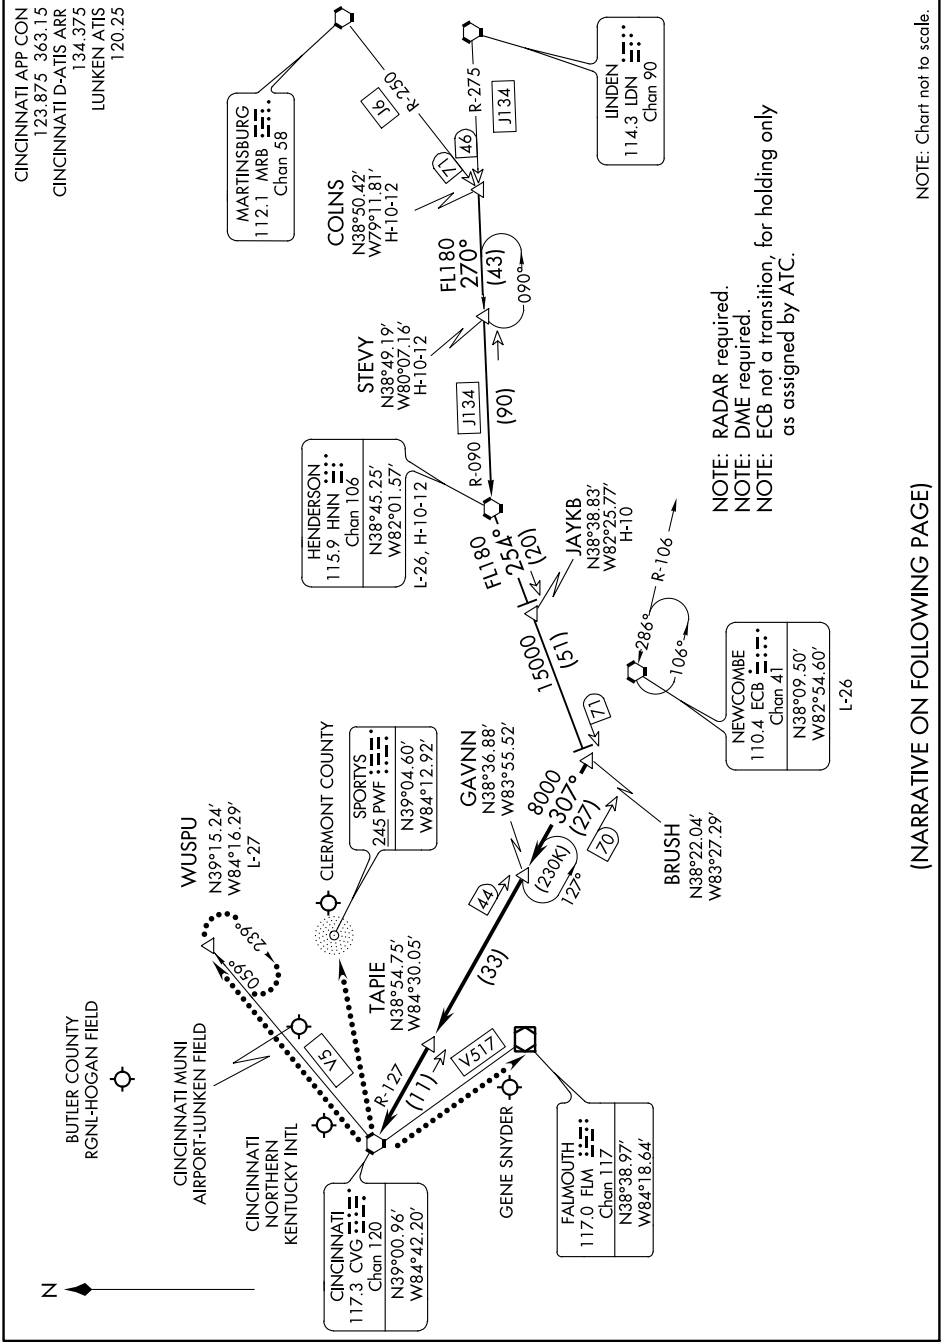 CINCINNATI APP CON
123.875 363.15
CINCINNATI D-ATIS ARR
134.375
LUNKEN ATIS
120.25
N
BUTLER COUNTY
RGNL-HOGAN FIELD
CINCINNATI MUNI
AIRPORT-LUNKEN FIELD
CINCINNATI
NORTHERN
KENTUCKY INTL
CINCINNATI
117.3 CVG
Chan 120
N39°00.96′
W84°42.20′
WUSPU
N39°15.24′
W84°16.29′
L-27
059°
239°
V5
CLERMONT COUNTY
SPORTYS
245 PWF
N39°04.60′
W84°12.92′
TAPIE
N38°54.75′
W84°30.05′
R-127
(11)
V517
GENE SNYDER
FALMOUTH
117.0 FLM
Chan 117
N38°38.97′
W84°18.64′
(33)
44
GAVNN
N38°36.88′
W83°55.52′
(230K)
127°
8000
307°
(27)
70
BRUSH
N38°22.04′
W83°27.29′
71
15000
(51)
JAYKB
N38°38.83′
W82°25.77′
H-10
FL180
254°
(20)
HENDERSON
115.9 HNN
Chan 106
N38°45.25′
W82°01.57′
L-26, H-10-12
R-090
J134
(90)
STEVY
N38°49.19′
W80°07.16′
H-10-12
090°
FL180
270°
(43)
COLNS
N38°50.42′
W79°11.81′
H-10-12
71
46
J6
R-250
R-275
J134
MARTINSBURG
112.1 MRB
Chan 58
LINDEN
114.3 LDN
Chan 90
NEWCOMBE
110.4 ECB
Chan 41
N38°09.50′
W82°54.60′
L-26
286°
106°
R-106
NOTE: RADAR required.
NOTE: DME required.
NOTE: ECB not a transition, for holding only
as assigned by ATC.
(NARRATIVE ON FOLLOWING PAGE)
NOTE: Chart not to scale.